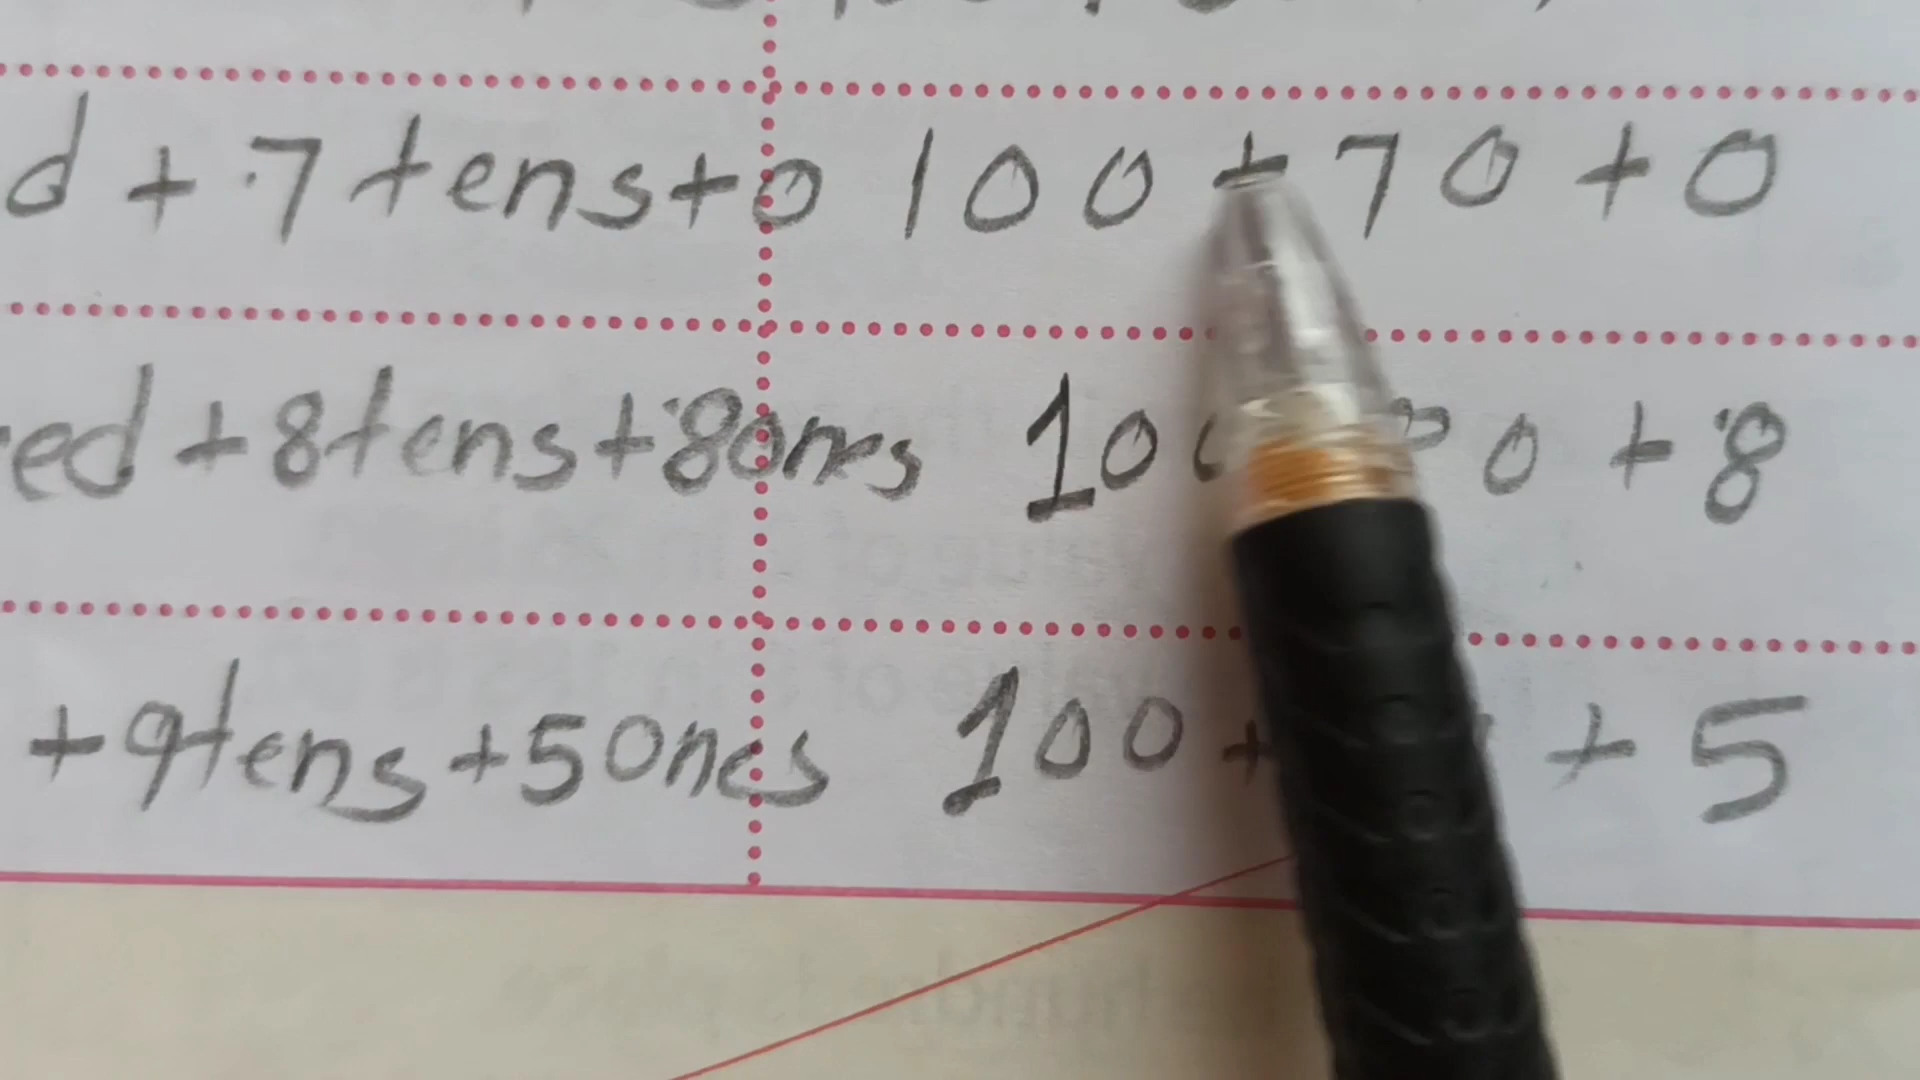 d + 7 tens + 0 100 + 70 + 0
ed + 8 tens + 8 ones 10 0 + 8
+ 9 tens + 5 Ones 100 + + 5